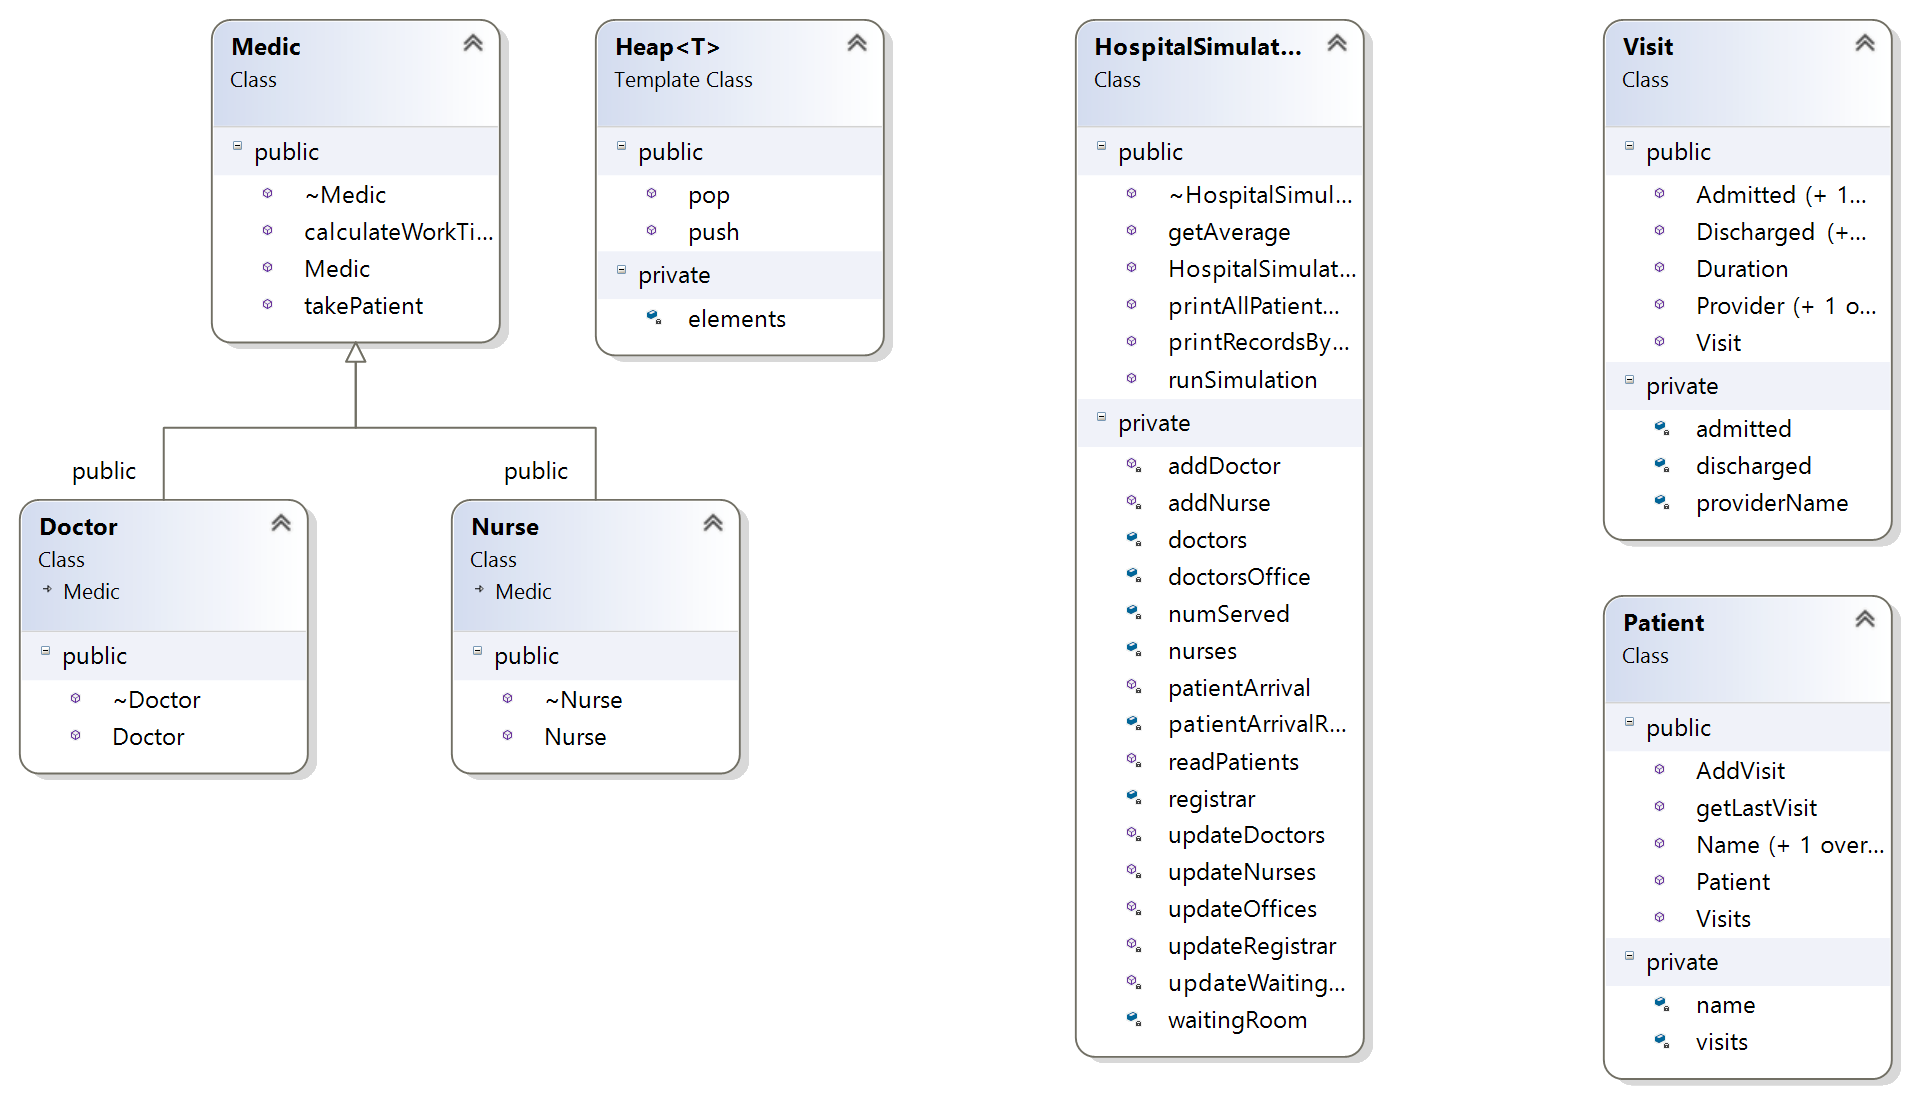 Medic
Class
public
~Medic
calculateWorkTi...
Medic
takePatient
Heap<T>
Template Class
public
pop
push
private
elements
HospitalSimulat...
Class
public
~HospitalSimul...
getAverage
HospitalSimulat...
printAllPatient...
printRecordsBy...
runSimulation
private
addDoctor
addNurse
doctors
doctorsOffice
numServed
nurses
patientArrival
patientArrivalR...
readPatients
registrar
updateDoctors
updateNurses
updateOffices
updateRegistrar
updateWaiting...
waitingRoom
Visit
Class
public
Admitted (+ 1...
Discharged (+...
Duration
Provider (+ 1 o...
Visit
private
admitted
discharged
providerName
public
Doctor
Class
Medic
public
~Doctor
Doctor
public
Nurse
Class
Medic
public
~Nurse
Nurse
Patient
Class
public
AddVisit
getLastVisit
Name (+ 1 over...
Patient
Visits
private
name
visits